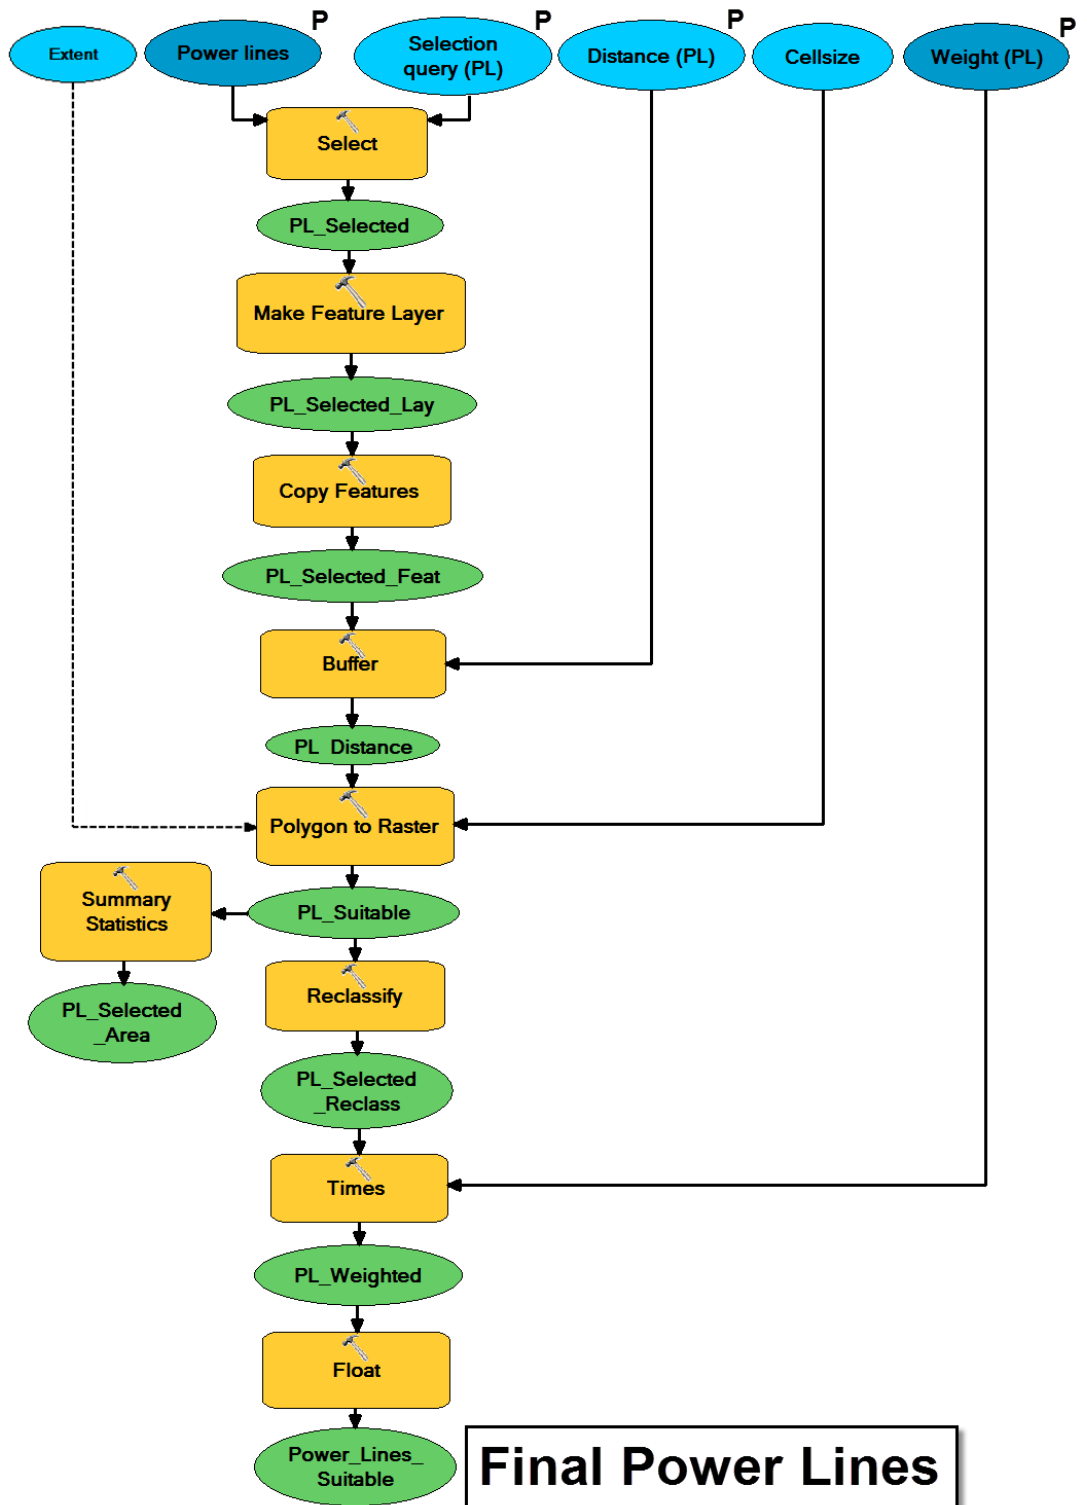 P
P
P
P
Extent
Power lines
Selection
query (PL)
Distance (PL)
Cellsize
Weight (PL)
Select
PL_Selected
Make Feature Layer
PL_Selected_Lay
Copy Features
PL_Selected_Feat
Buffer
PL_Distance
Polygon to Raster
Summary
Statistics
PL_Suitable
PL_Selected
_Area
Reclassify
PL_Selected
_Reclass
Times
PL_Weighted
Float
Power_Lines_
Suitable
Final Power Lines